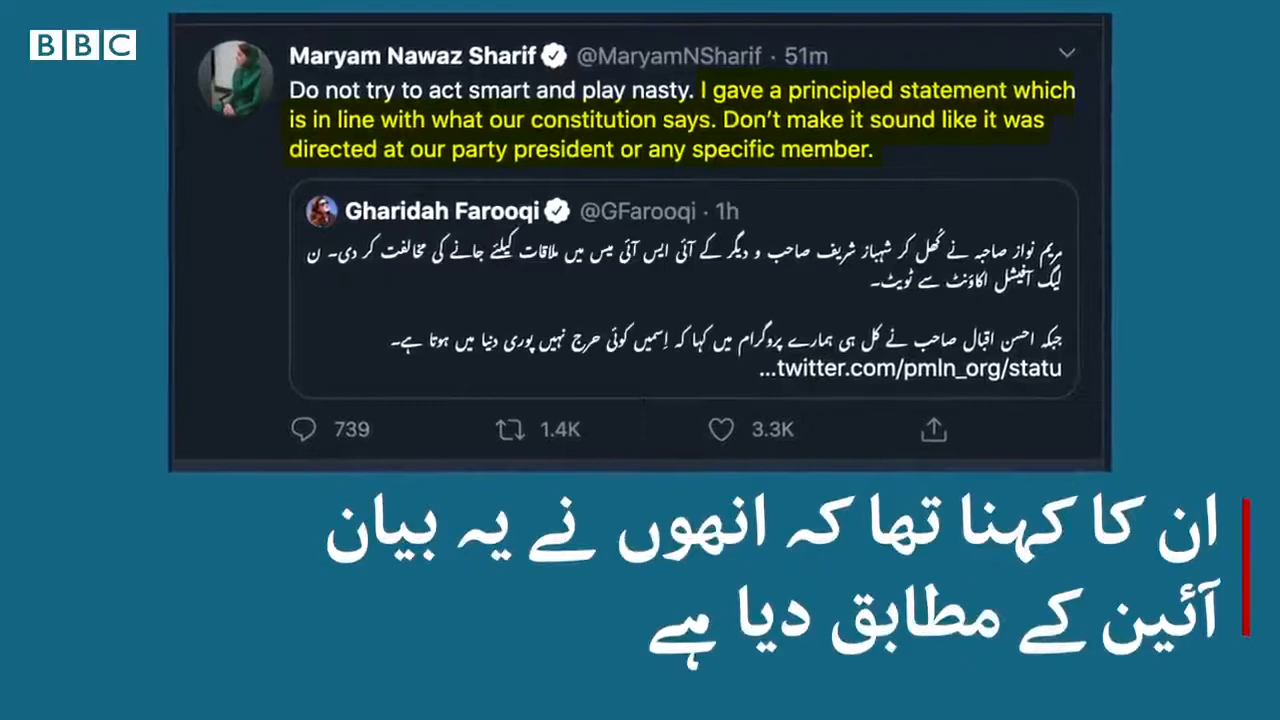 BBC
Maryam Nawaz Sharif @MaryamNSharif · 51m
Do not try to act smart and play nasty. I gave a principled statement which
is in line with what our constitution says. Don't make it sound like it was
directed at our party president or any specific member.
Gharidah Farooqi @GFarooqi · 1h
مریم نواز صاحبہ نے کُھل کر شہباز شریف صاحب و دیگر کے آئی ایس آئی میس میں ملاقات کیلئے جانے کی مخالفت کر دی۔ ن
لیگ آفیشل اکاؤنٹ سے ٹویٹ۔
جبکہ احسن اقبال صاحب نے کل ہی ہمارے پروگرام میں کہا کہ اِسمیں کوئی حرج نہیں پوری دنیا میں ہوتا ہے۔
twitter.com/pmln_org/statu...
739 1.4K 3.3K
ان کا کہنا تھا کہ انھوں نے یہ بیان
آئین کے مطابق دیا ہے